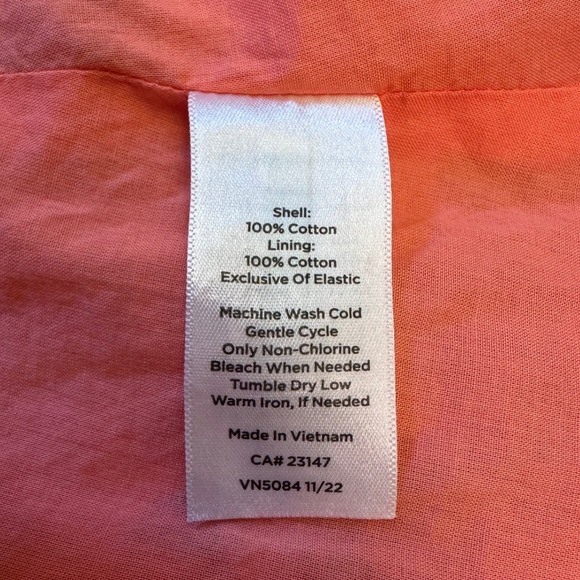 Shell:
100% Cotton
Lining:
100% Cotton
Exclusive Of Elastic
Machine Wash Cold
Gentle Cycle
Only Non-Chlorine
Bleach When Needed
Tumble Dry Low
Warm Iron, If Needed
Made In Vietnam
CA# 23147
VN5084 11/22